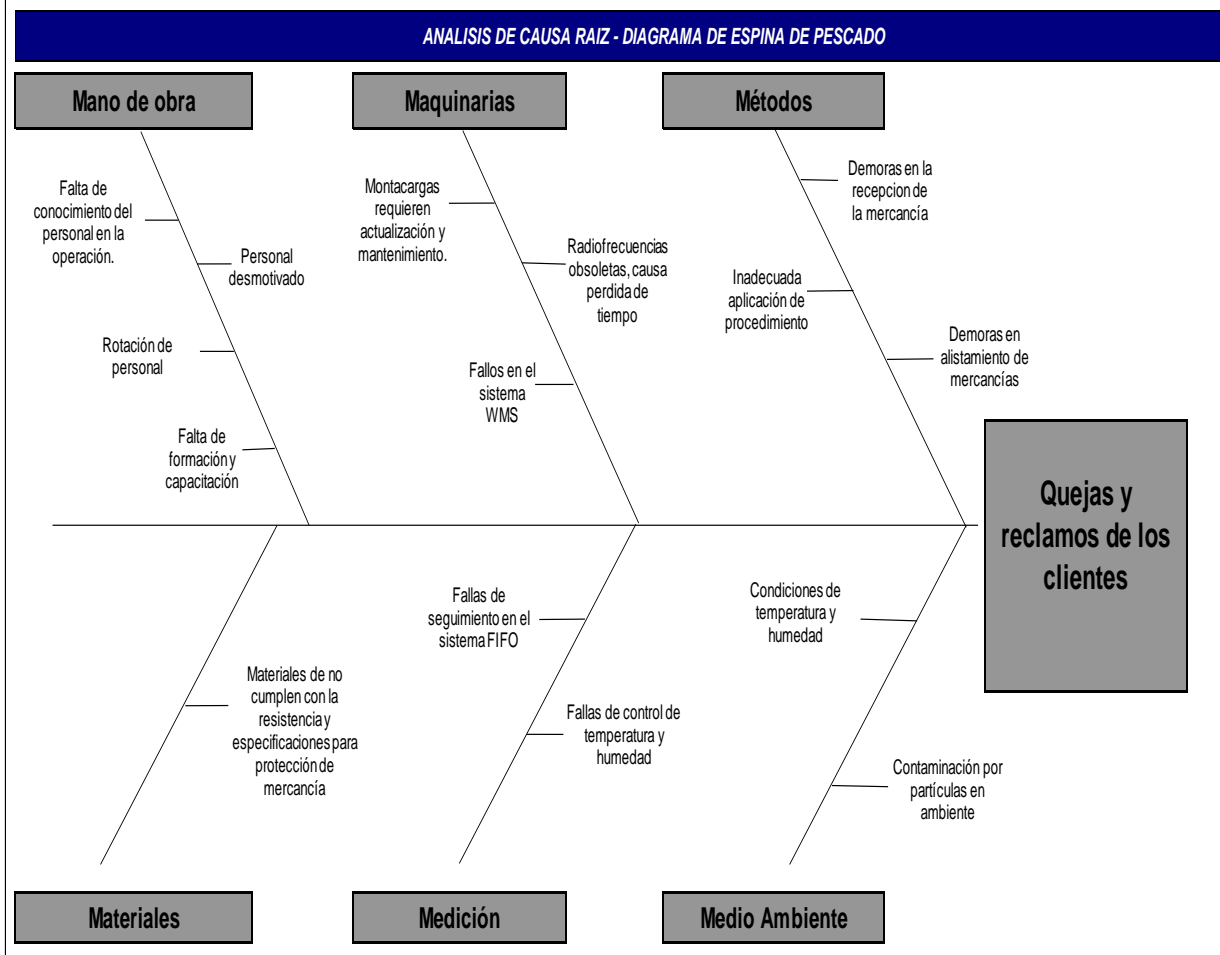 ANALISIS DE CAUSA RAIZ - DIAGRAMA DE ESPINA DE PESCADO
Mano de obra
Maquinarias
Métodos
Falta de
conocimiento del
personal en la
operación.
Personal
desmotivado
Rotación de
personal
Falta de
formación y
capacitación
Montacargas
requieren
actualización y
mantenimiento.
Radiofrecuencias
obsoletas, causa
perdida de
tiempo
Fallos en el
sistema
WMS
Demoras en la
recepcion de
la mercancía
Inadecuada
aplicación de
procedimiento
Demoras en
alistamiento de
mercancías
Quejas y
reclamos de los
clientes
Materiales de no
cumplen con la
resistencia y
especificaciones para
protección de
mercancía
Fallas de
seguimiento en el
sistema FIFO
Fallas de control de
temperatura y
humedad
Condiciones de
temperatura y
humedad
Contaminación por
partículas en
ambiente
Materiales
Medición
Medio Ambiente